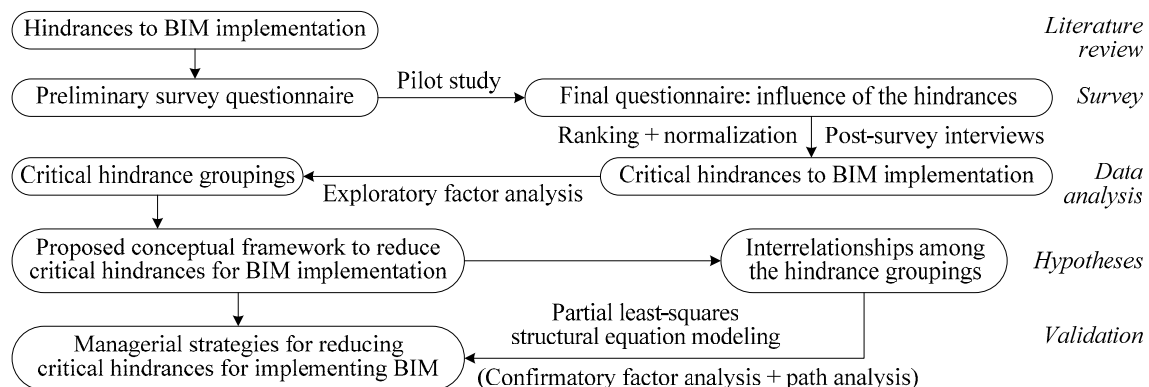 Hindrances to BIM implementation
Literature
review
Preliminary survey questionnaire
Pilot study
Final questionnaire: influence of the hindrances
Survey
Ranking + normalization
Post-survey interviews
Critical hindrance groupings
Exploratory factor analysis
Critical hindrances to BIM implementation
Data
analysis
Proposed conceptual framework to reduce
critical hindrances for BIM implementation
Interrelationships among
the hindrance groupings
Hypotheses
Partial least-squares
structural equation modeling
Managerial strategies for reducing
critical hindrances for implementing BIM
(Confirmatory factor analysis + path analysis)
Validation